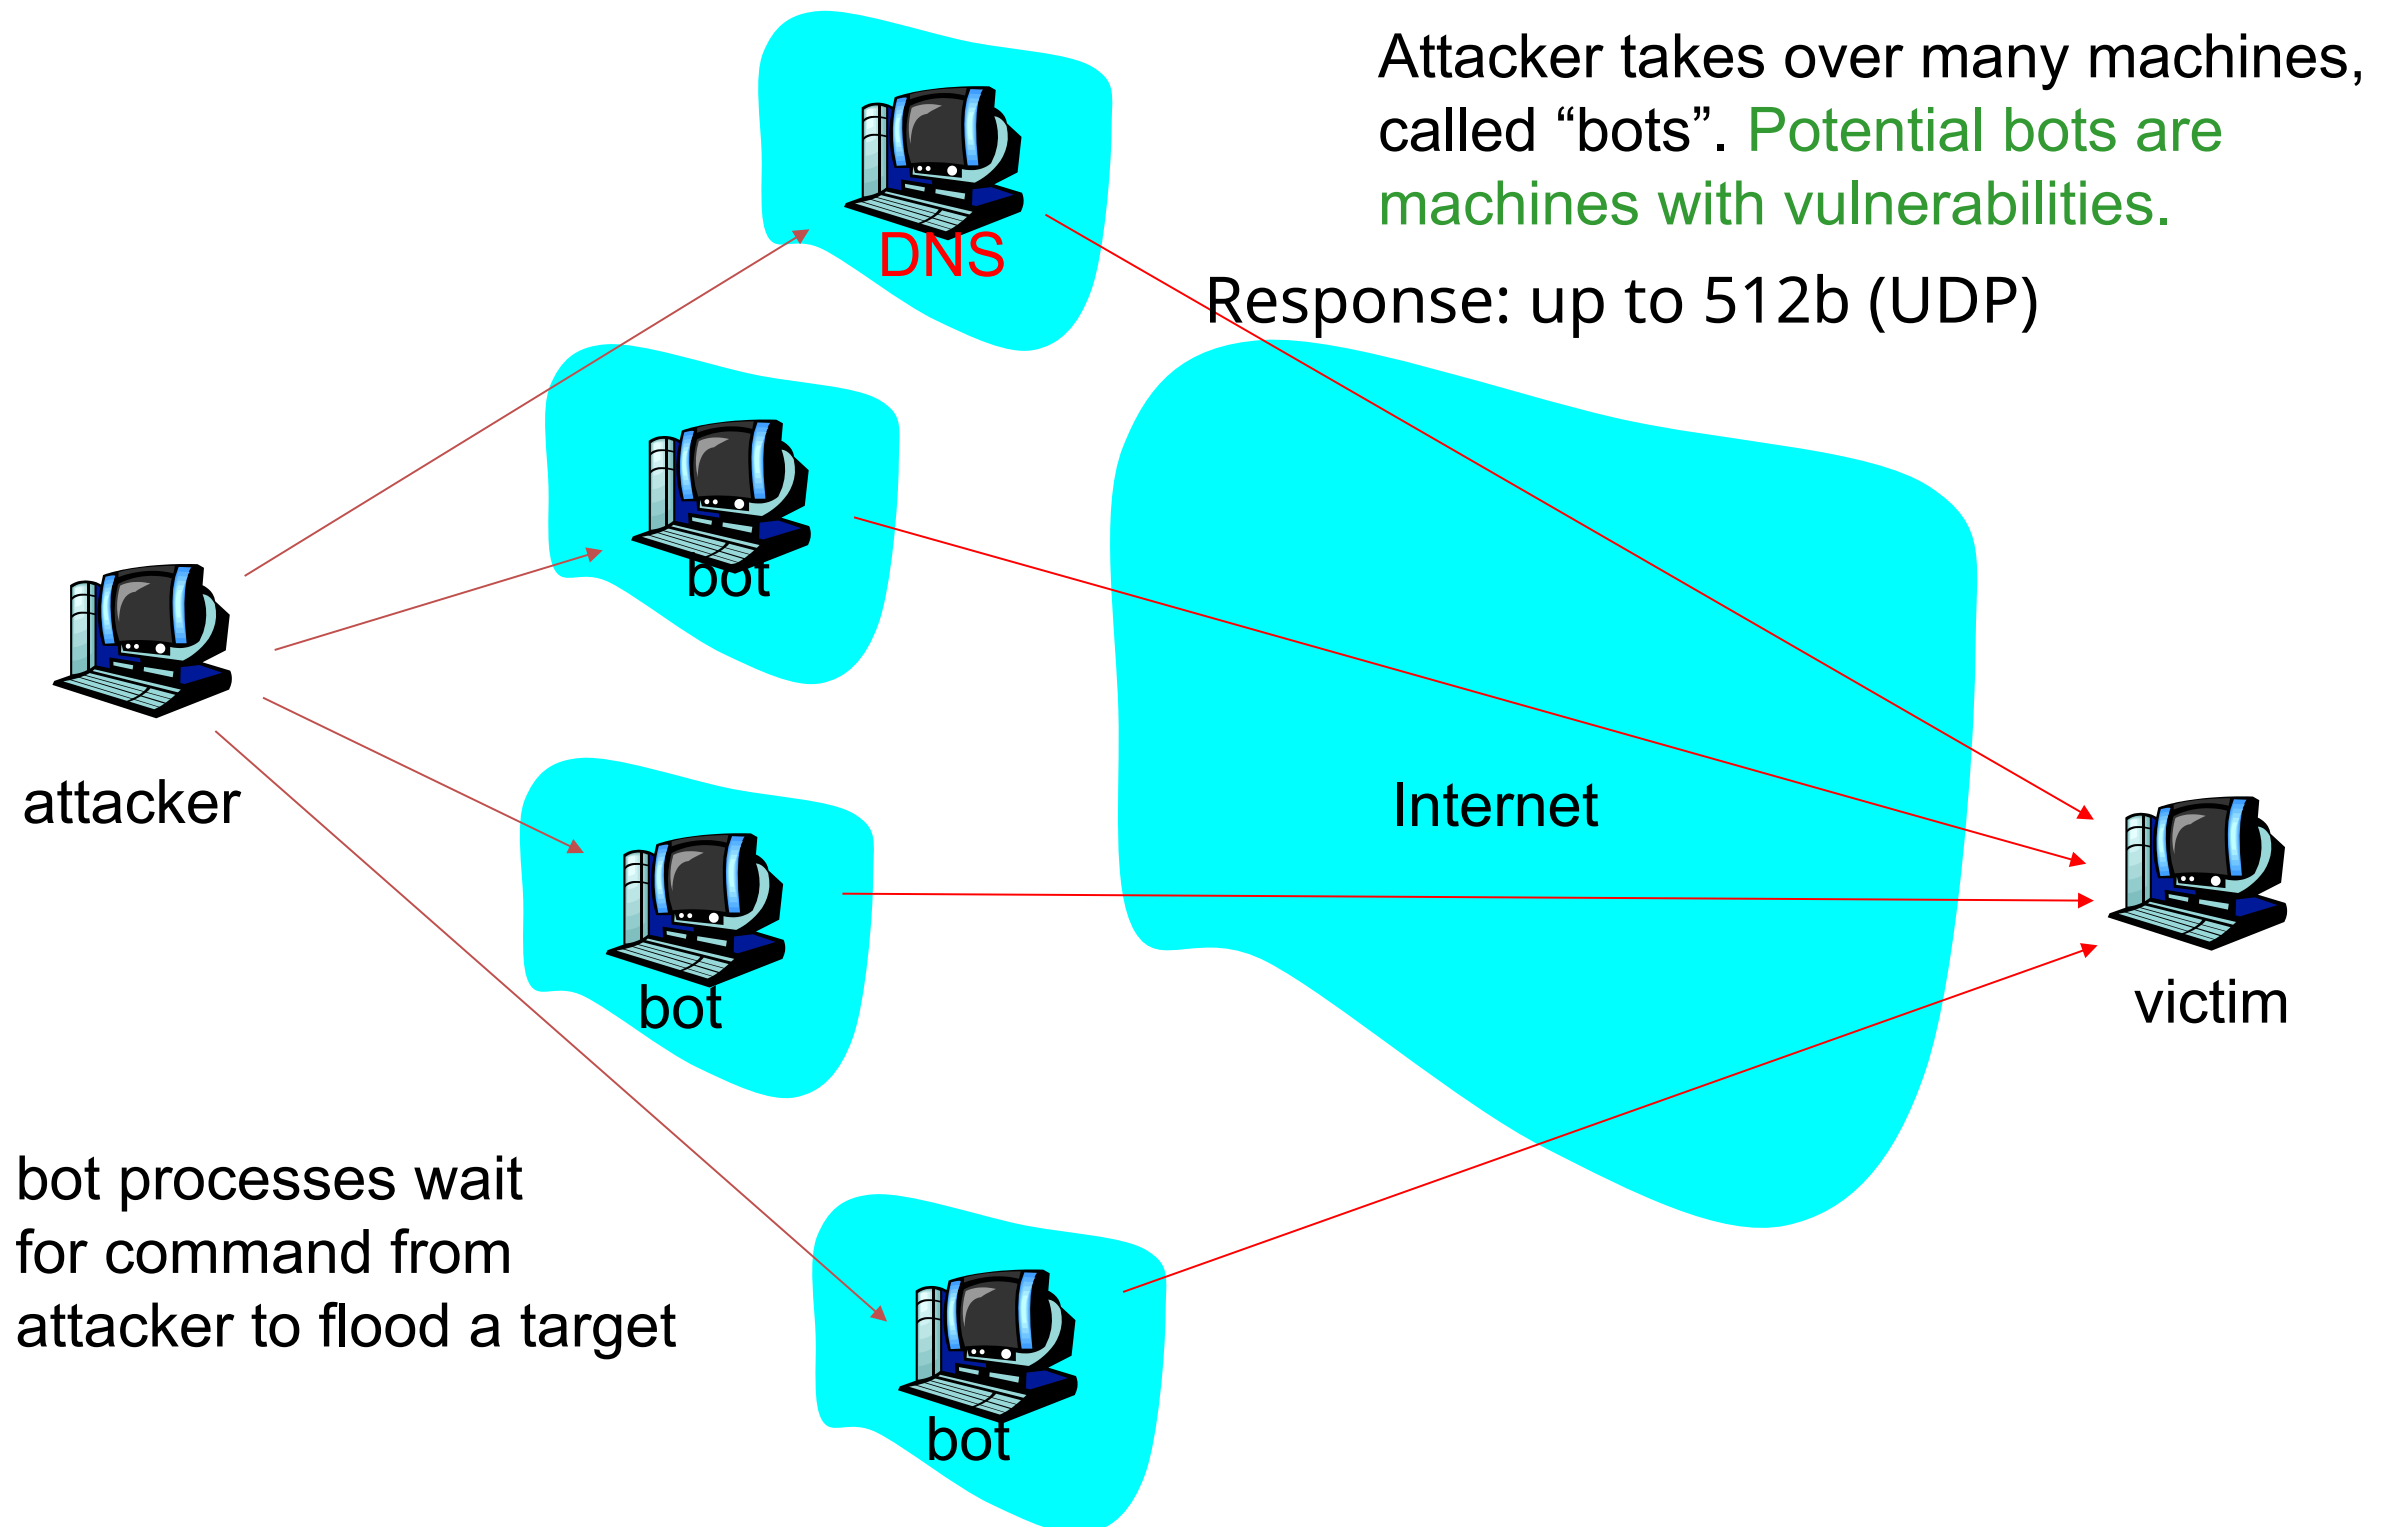 Attacker takes over many machines,
called “bots”. Potential bots are
machines with vulnerabilities.
DNS
Response: up to 512b (UDP)
bot
attacker
Internet
bot
victim
bot processes wait
for command from
attacker to flood a target
bot